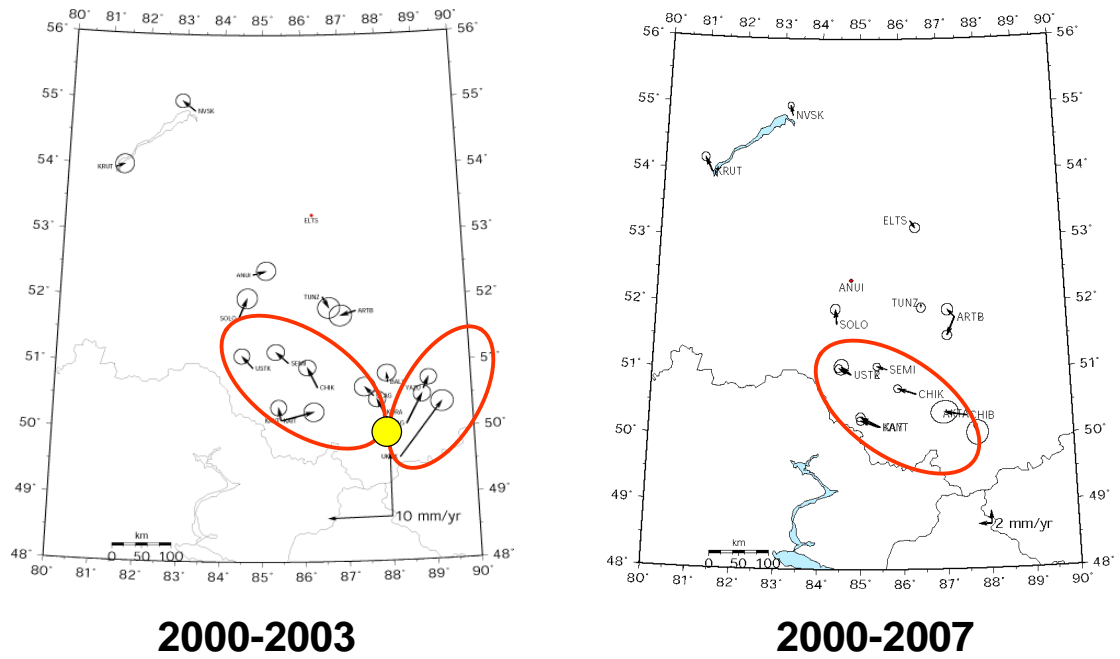 80˚ 81˚ 82˚ 83˚ 84˚ 85˚ 86˚ 87˚ 88˚ 89˚ 90˚
56˚ 56˚
55˚ 55˚
54˚ 54˚
53˚ 53˚
52˚ 52˚
51˚ 51˚
50˚ 50˚
49˚ 49˚
48˚ 48˚
NVSK
KRUT
ELTS
ANUI
TUNZ
ARTB
SOLO
SEMI
USTK
CHIK
10 mm/yr
km
0 50 100
80˚ 81˚ 82˚ 83˚ 84˚ 85˚ 86˚ 87˚ 88˚ 89˚ 90˚
2000-2003
80˚ 81˚ 82˚ 83˚ 84˚ 85˚ 86˚ 87˚ 88˚ 89˚ 90˚
56˚ 56˚
55˚ 55˚
54˚ 54˚
53˚ 53˚
52˚ 52˚
51˚ 51˚
50˚ 50˚
49˚ 49˚
48˚ 48˚
NVSK
KRUT
ELTS
ANUI
TUNZ
ARTB
SOLO
SEMI
CHIK
2 mm/yr
km
0 50 100
80˚ 81˚ 82˚ 83˚ 84˚ 85˚ 86˚ 87˚ 88˚ 89˚ 90˚
2000-2007